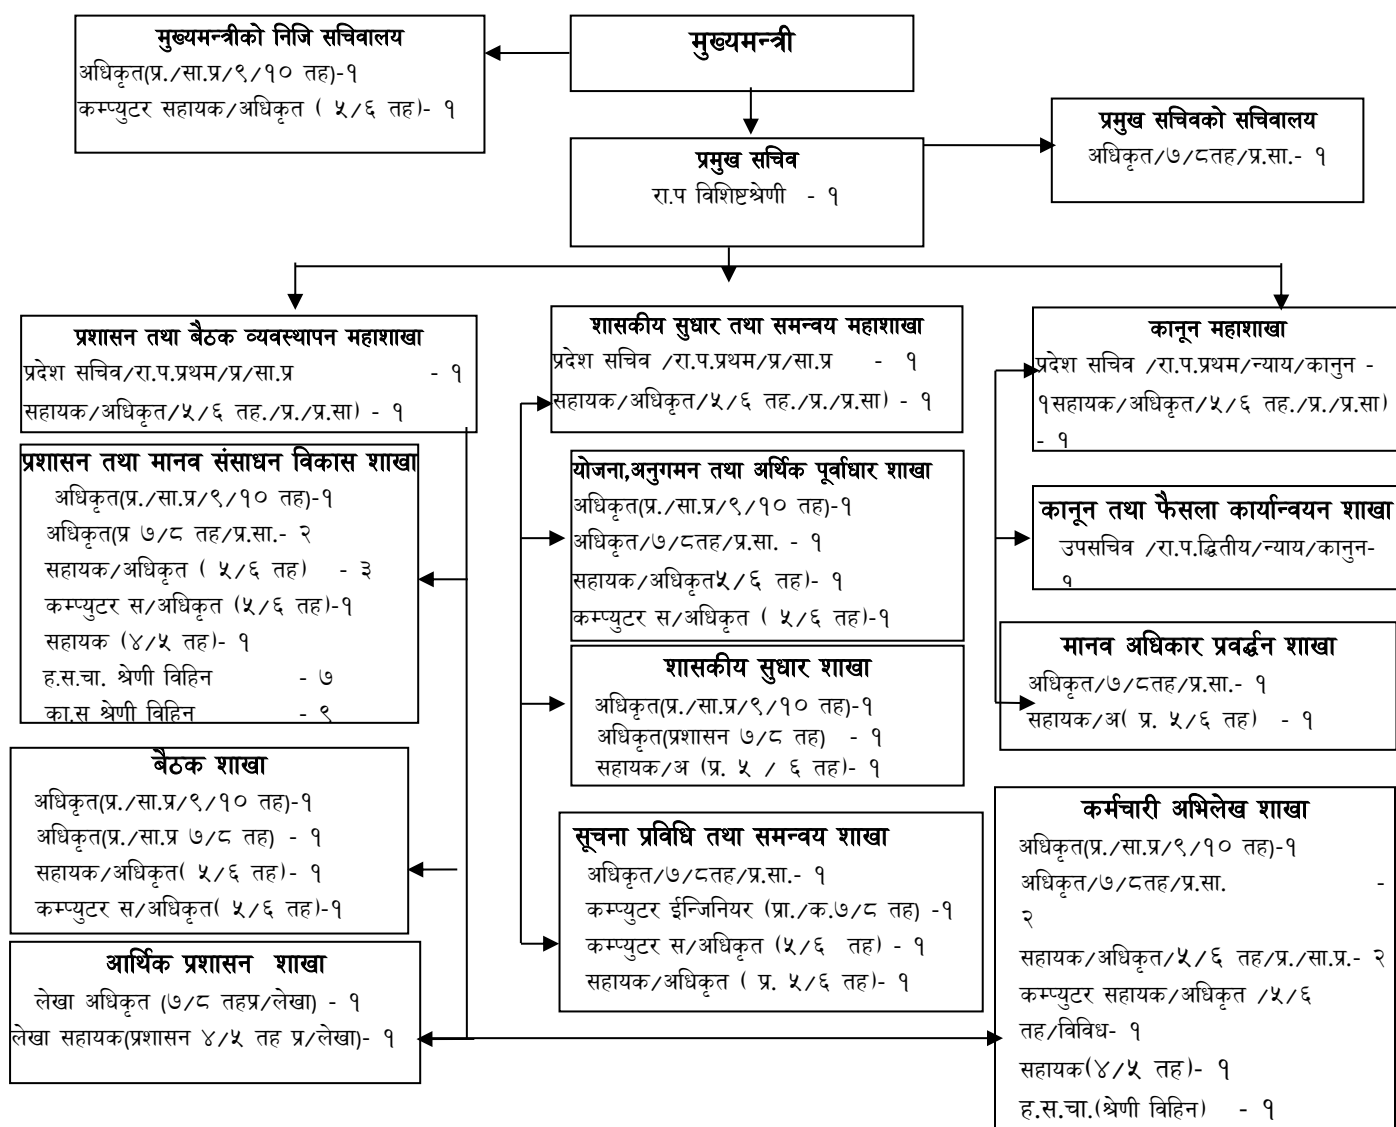 मुख्यमन्त्रीको निजि सचिवालय
अधिकृत(प्र./सा.प्र/९/१० तह)-१
कम्प्युटर सहायक/अधिकृत ( ५/६ तह)- १
मुख्यमन्त्री
प्रमुख सचिव
रा.प विशिष्टश्रेणी - १
प्रमुख सचिवको सचिवालय
अधिकृत/७/८तह/प्र.सा.- १
प्रशासन तथा बैठक व्यवस्थापन महाशाखा
प्रदेश सचिव/रा.प.प्रथम/प्र/सा.प्र - १
सहायक/अधिकृत/५/६ तह./प्र./प्र.सा) - १
प्रशासन तथा मानव संसाधन विकास शाखा
अधिकृत(प्र./सा.प्र/९/१० तह)-१
अधिकृत(प्र ७/८ तह/प्र.सा.- २
सहायक/अधिकृत ( ५/६ तह) - ३
कम्प्युटर स/अधिकृत (५/६ तह)-१
सहायक (४/५ तह)- १
ह.स.चा. श्रेणी विहिन - ७
का.स श्रेणी विहिन - ९
बैठक शाखा
अधिकृत(प्र./सा.प्र/९/१० तह)-१
अधिकृत(प्र./सा.प्र ७/८ तह) - १
सहायक/अधिकृत( ५/६ तह)- १
कम्प्युटर स/अधिकृत( ५/६ तह)-१
आर्थिक प्रशासन शाखा
लेखा अधिकृत (७/८ तहप्र/लेखा) - १
लेखा सहायक(प्रशासन ४/५ तह प्र/लेखा)- १
शासकीय सुधार तथा समन्वय महाशाखा
प्रदेश सचिव /रा.प.प्रथम/प्र/सा.प्र - १
सहायक/अधिकृत/५/६ तह./प्र./प्र.सा) - १
योजना,अनुगमन तथा अर्थिक पूर्वाधार शाखा
अधिकृत(प्र./सा.प्र/९/१० तह)-१
अधिकृत/७/८तह/प्र.सा. - १
सहायक/अधिकृत५/६ तह)- १
कम्प्युटर स/अधिकृत ( ५/६ तह)-१
शासकीय सुधार शाखा
अधिकृत(प्र./सा.प्र/९/१० तह)-१
अधिकृत(प्रशासन ७/८ तह) - १
सहायक/अ (प्र. ५ / ६ तह)- १
सूचना प्रविधि तथा समन्वय शाखा
अधिकृत/७/८तह/प्र.सा.- १
कम्प्युटर ईन्जिनियर (प्रा./क.७/८ तह) -१
कम्प्युटर स/अधिकृत (५/६ तह) - १
सहायक/अधिकृत ( प्र. ५/६ तह)- १
कानून महाशाखा
प्रदेश सचिव /रा.प.प्रथम/न्याय/कानुन -
१सहायक/अधिकृत/५/६ तह./प्र./प्र.सा)
- १
कानून तथा फैसला कार्यान्वयन शाखा
उपसचिव /रा.प.द्धितीय/न्याय/कानुन-
१
मानव अधिकार प्रवर्द्धन शाखा
अधिकृत/७/८तह/प्र.सा.- १
सहायक/अ( प्र. ५/६ तह) - १
कर्मचारी अभिलेख शाखा
अधिकृत(प्र./सा.प्र/९/१० तह)-१
अधिकृत/७/८तह/प्र.सा. -
२
सहायक/अधिकृत/५/६ तह/प्र./सा.प्र.- २
कम्प्युटर सहायक/अधिकृत /५/६
तह/विविध- १
सहायक(४/५ तह)- १
ह.स.चा.(श्रेणी विहिन) - १